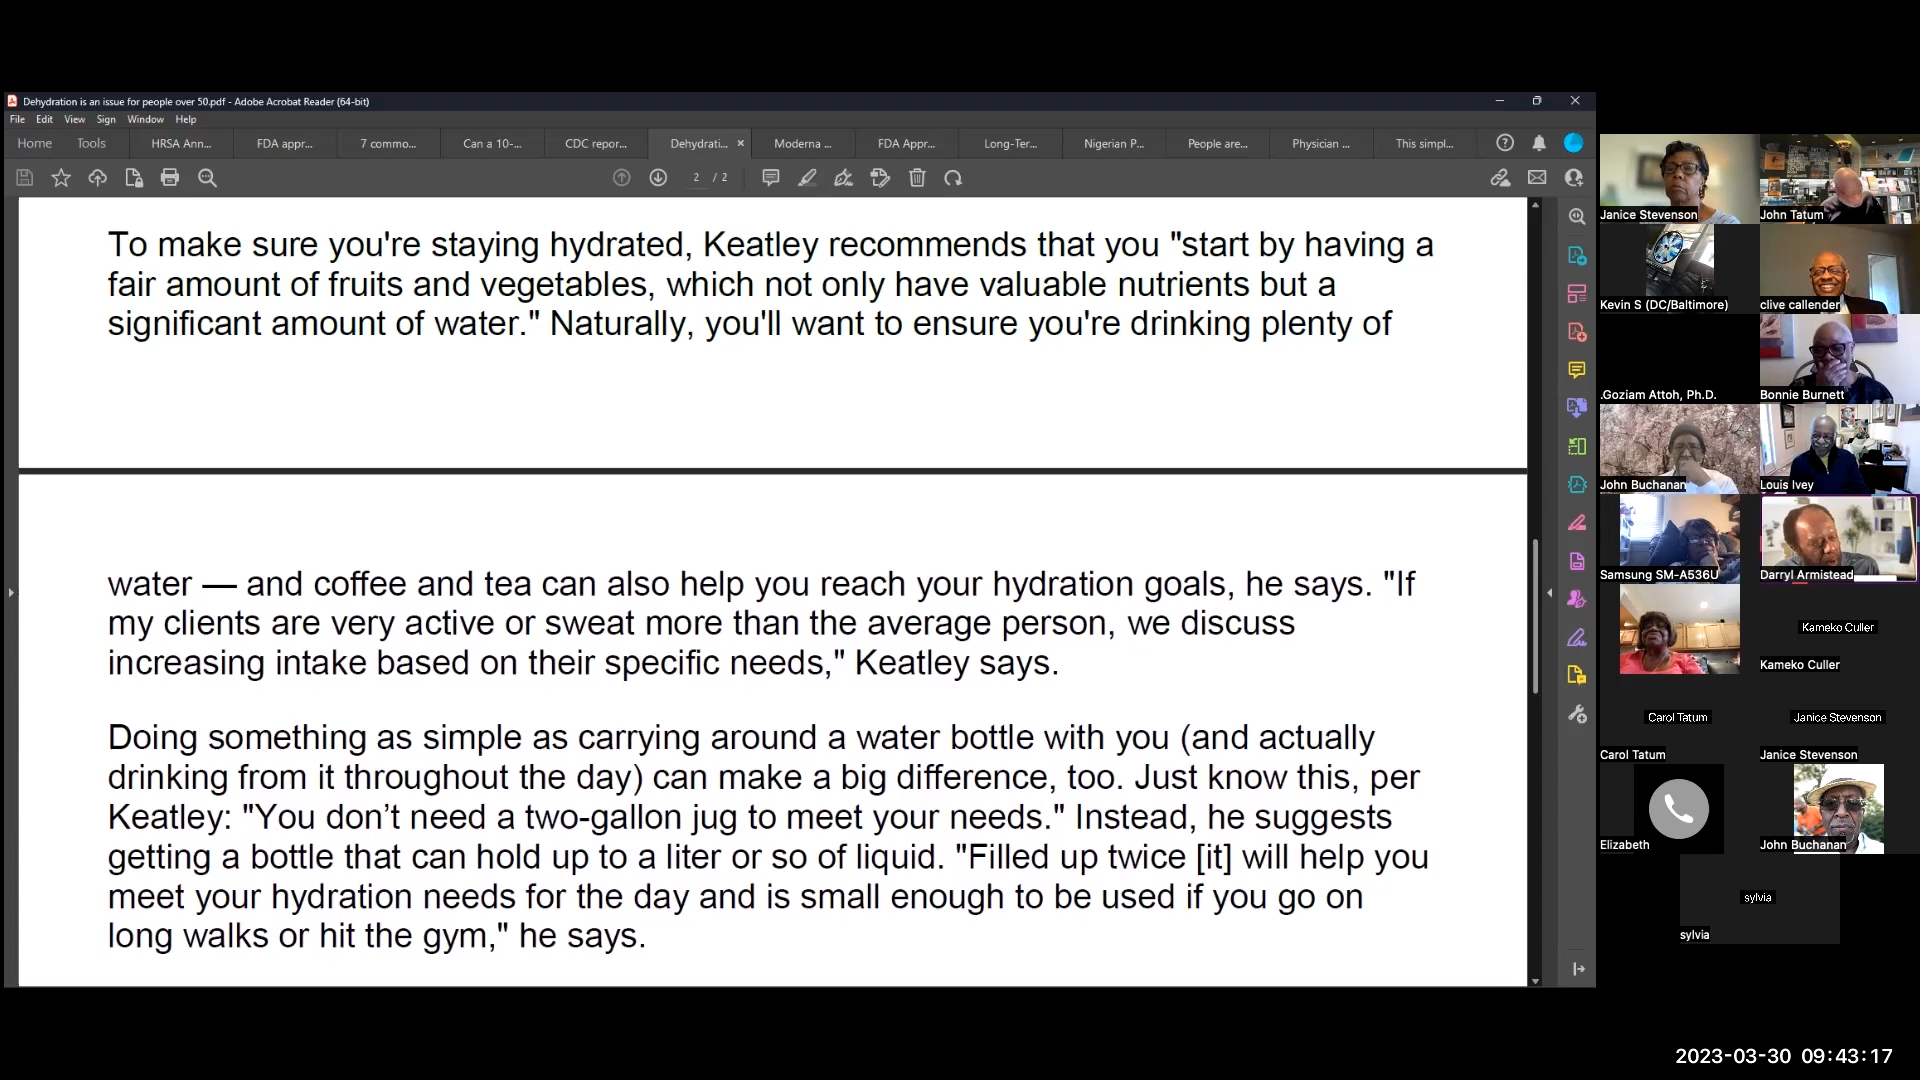 Dehydration is an issue for people over 50.pdf - Adobe Acrobat Reader (64-bit)
File Edit View Sign Window Help
Home Tools HRSA Ann... FDA appr... 7 commo... Can a 10-... CDC repor... Dehydrati... Moderna ... FDA Appr... Long-Ter... Nigerian P... People are... Physician ... This simpl...
2 / 2
To make sure you're staying hydrated, Keatley recommends that you "start by having a
fair amount of fruits and vegetables, which not only have valuable nutrients but a
significant amount of water." Naturally, you'll want to ensure you're drinking plenty of
water — and coffee and tea can also help you reach your hydration goals, he says. "If
my clients are very active or sweat more than the average person, we discuss
increasing intake based on their specific needs," Keatley says.
Doing something as simple as carrying around a water bottle with you (and actually
drinking from it throughout the day) can make a big difference, too. Just know this, per
Keatley: "You don’t need a two-gallon jug to meet your needs." Instead, he suggests
getting a bottle that can hold up to a liter or so of liquid. "Filled up twice [it] will help you
meet your hydration needs for the day and is small enough to be used if you go on
long walks or hit the gym," he says.
Janice Stevenson
John Tatum
Kevin S (DC/Baltimore)
clive callender
.Goziam Attoh, Ph.D.
Bonnie Burnett
John Buchanan
Louis Ivey
Samsung SM-A536U
Darryl Armistead
Kameko Culler
Kameko Culler
Carol Tatum
Janice Stevenson
Carol Tatum
Janice Stevenson
Elizabeth
John Buchanan
sylvia
sylvia
2023-03-30 09:43:17